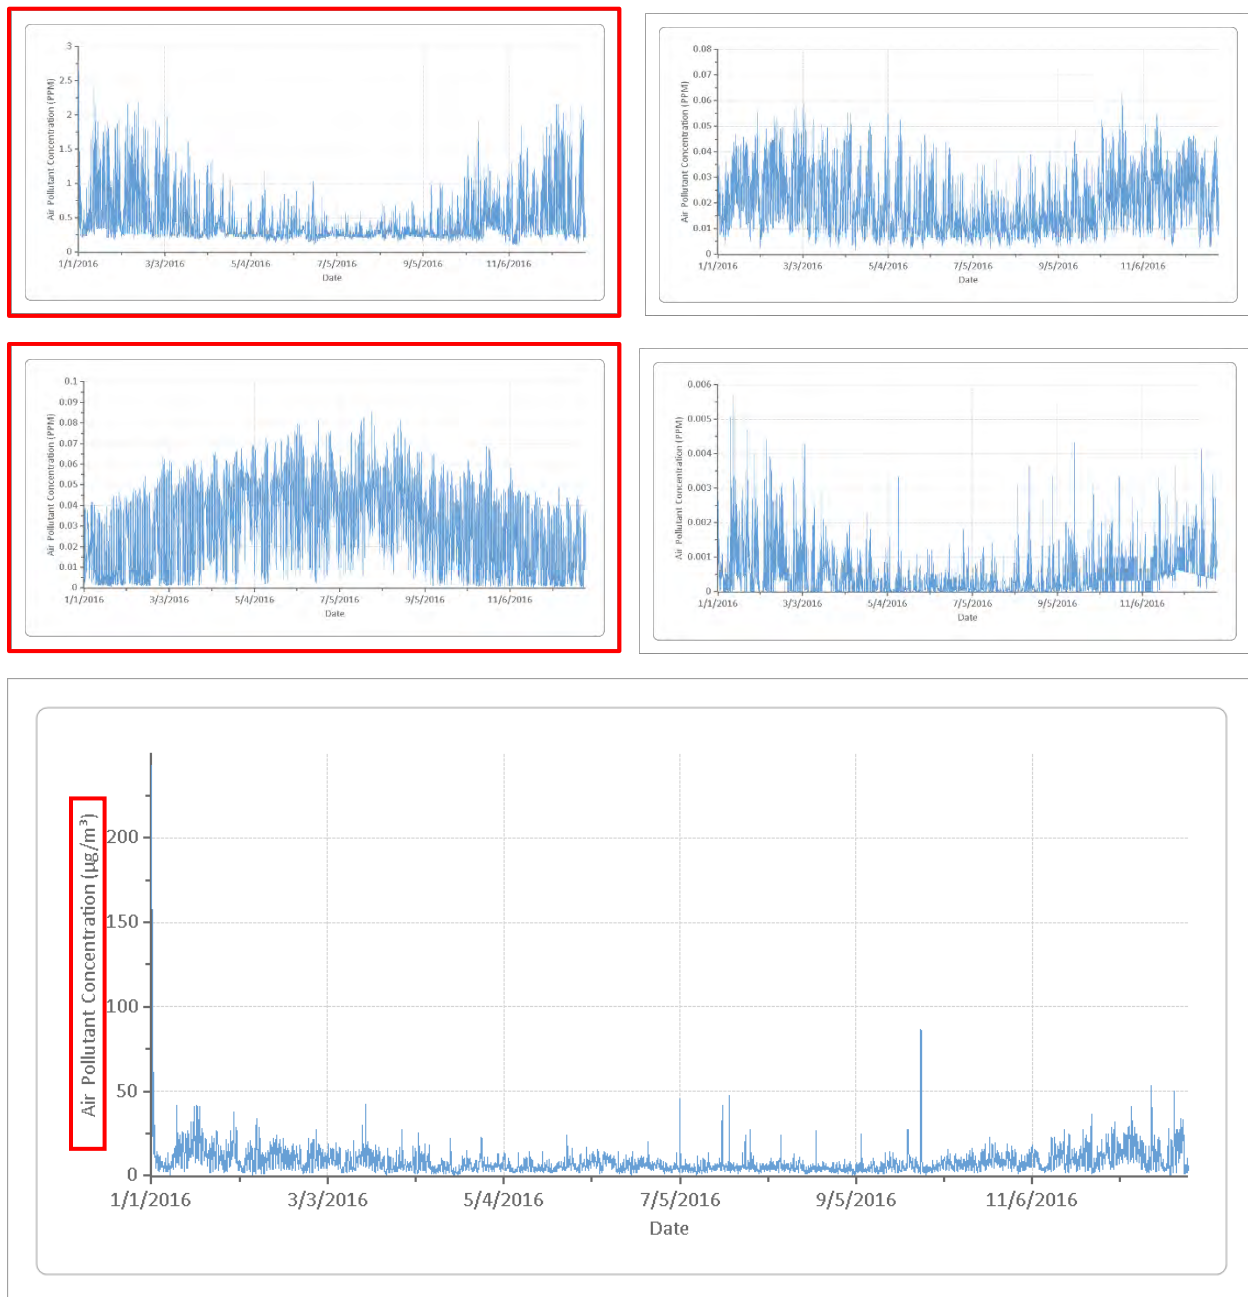 Air Pollutant Concentration (PPM)
3
2.5
2
1.5
1
0.5
0
1/1/2016 3/3/2016 5/4/2016 7/5/2016 9/5/2016 11/6/2016
Date
Air Pollutant Concentration (PPM)
0.08
0.07
0.06
0.05
0.04
0.03
0.02
0.01
0
1/1/2016 3/3/2016 5/4/2016 7/5/2016 9/5/2016 11/6/2016
Date
Air Pollutant Concentration (PPM)
0.1
0.09
0.08
0.07
0.06
0.05
0.04
0.03
0.02
0.01
0
1/1/2016 3/3/2016 5/4/2016 7/5/2016 9/5/2016 11/6/2016
Date
Air Pollutant Concentration (PPM)
0.006
0.005
0.004
0.003
0.002
0.001
0
1/1/2016 3/3/2016 5/4/2016 7/5/2016 9/5/2016 11/6/2016
Date
Air Pollutant Concentration (µg/m³)
200
150
100
50
0
1/1/2016 3/3/2016 5/4/2016 7/5/2016 9/5/2016 11/6/2016
Date